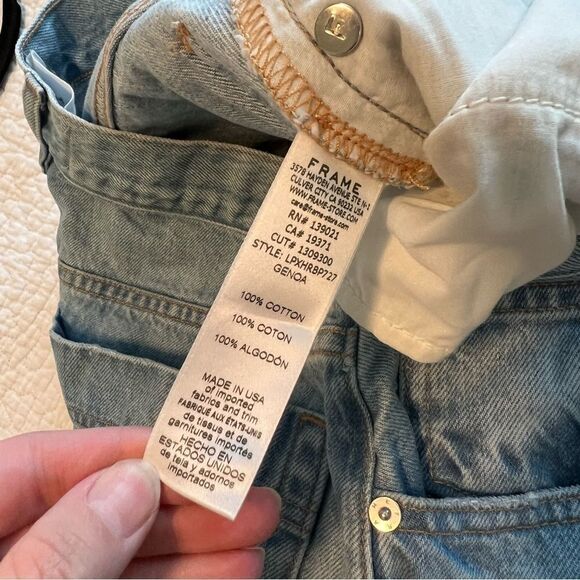 FRAME
3578 HAYDEN AVENUE STE N-1
CULVER CITY CA 90232 USA
WWW.FRAME-STORE.COM
care@frame-store.com
RN# 139021
CA# 19371
CUT# 1309300
STYLE: LPXHRBP727
GENOA
100% COTTON
100% COTON
100% ALGODÓN
MADE IN USA
of imported
fabrics and trim
FABRIQUÉ AUX ÉTATS-UNIS
de tissus et de
garnitures importés
HECHO EN
ESTADOS UNIDOS
de tela y adornos
importados